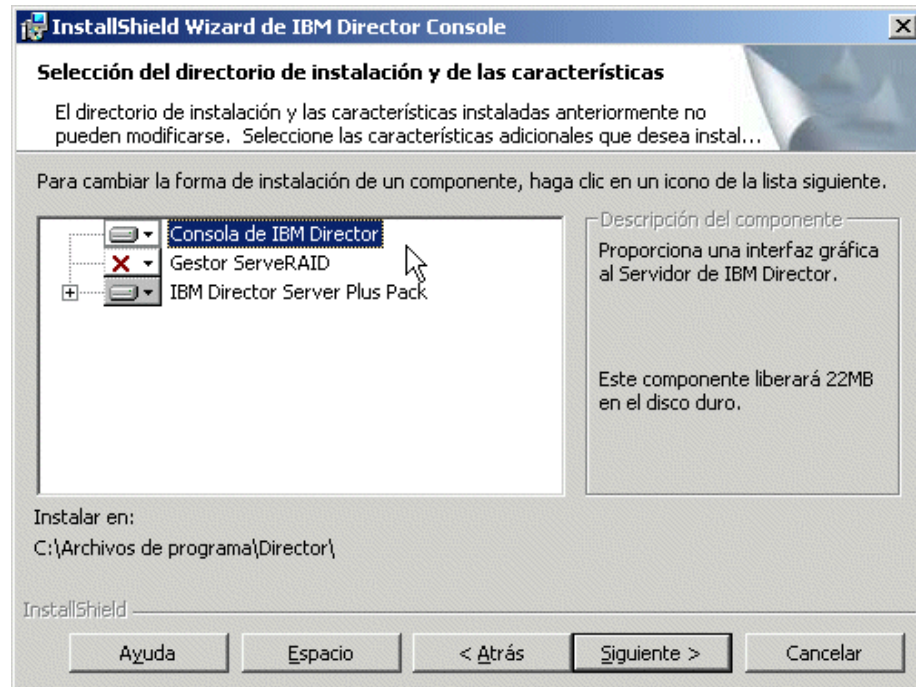 InstallShield Wizard de IBM Director Console
Selección del directorio de instalación y de las características
El directorio de instalación y las características instaladas anteriormente no
pueden modificarse. Seleccione las características adicionales que desea instal...
Para cambiar la forma de instalación de un componente, haga clic en un icono de la lista siguiente.
Consola de IBM Director
Gestor ServeRAID
IBM Director Server Plus Pack
Descripción del componente
Proporciona una interfaz gráfica
al Servidor de IBM Director.
Este componente liberará 22MB
en el disco duro.
Instalar en:
C:\Archivos de programa\Director\
InstallShield
Ayuda
Espacio
< Atrás
Siguiente >
Cancelar